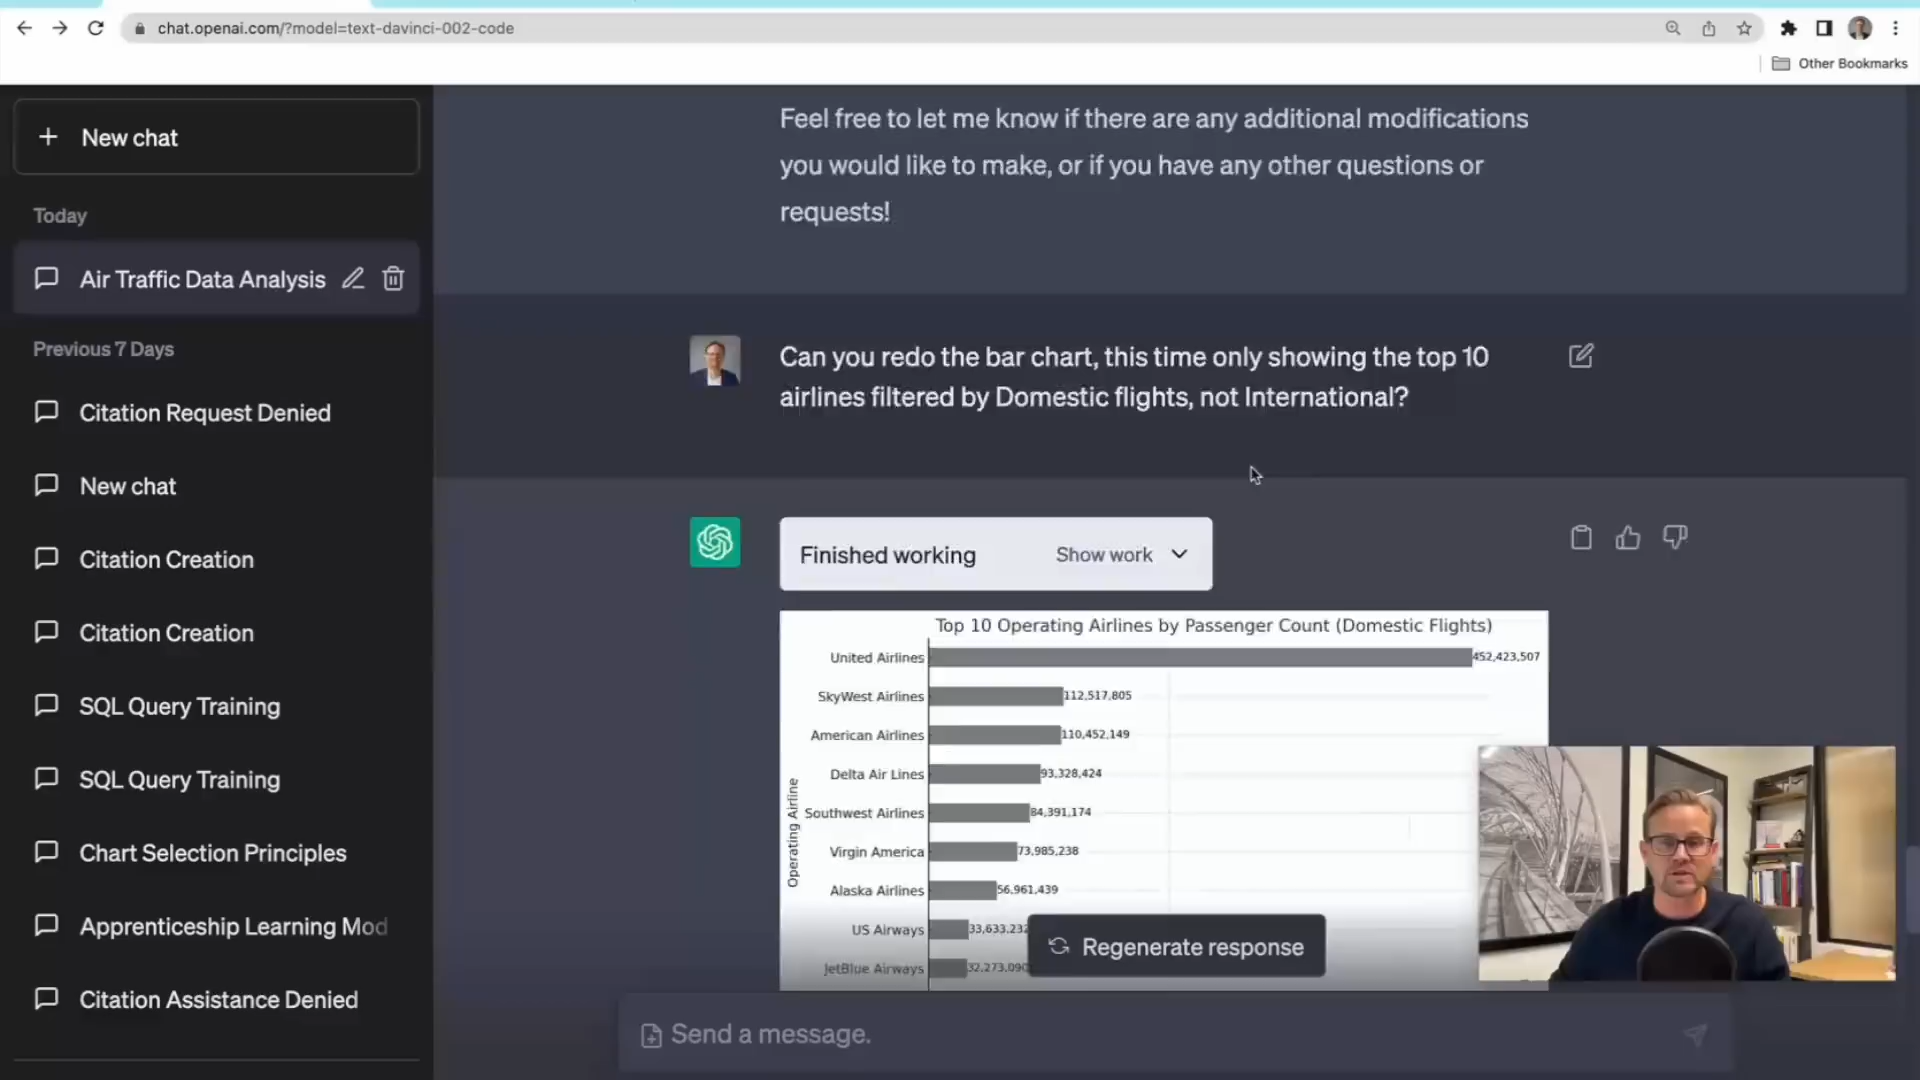 chat.openai.com/?model=text-davinci-002-code
Other Bookmarks
New chat
Today
Air Traffic Data Analysis
Previous 7 Days
Citation Request Denied
New chat
Citation Creation
Citation Creation
SQL Query Training
SQL Query Training
Chart Selection Principles
Apprenticeship Learning Mod
Citation Assistance Denied
Feel free to let me know if there are any additional modifications
you would like to make, or if you have any other questions or
requests!
Can you redo the bar chart, this time only showing the top 10
airlines filtered by Domestic flights, not International?
Finished working Show work
Top 10 Operating Airlines by Passenger Count (Domestic Flights)
Operating Airline
United Airlines 452,423,507
SkyWest Airlines 112,517,805
American Airlines 110,452,149
Delta Air Lines 93,328,424
Southwest Airlines 84,391,174
Virgin America 73,985,238
Alaska Airlines 56,961,439
US Airways 33,633,232
JetBlue Airways 32,273,090
Regenerate response
Send a message.